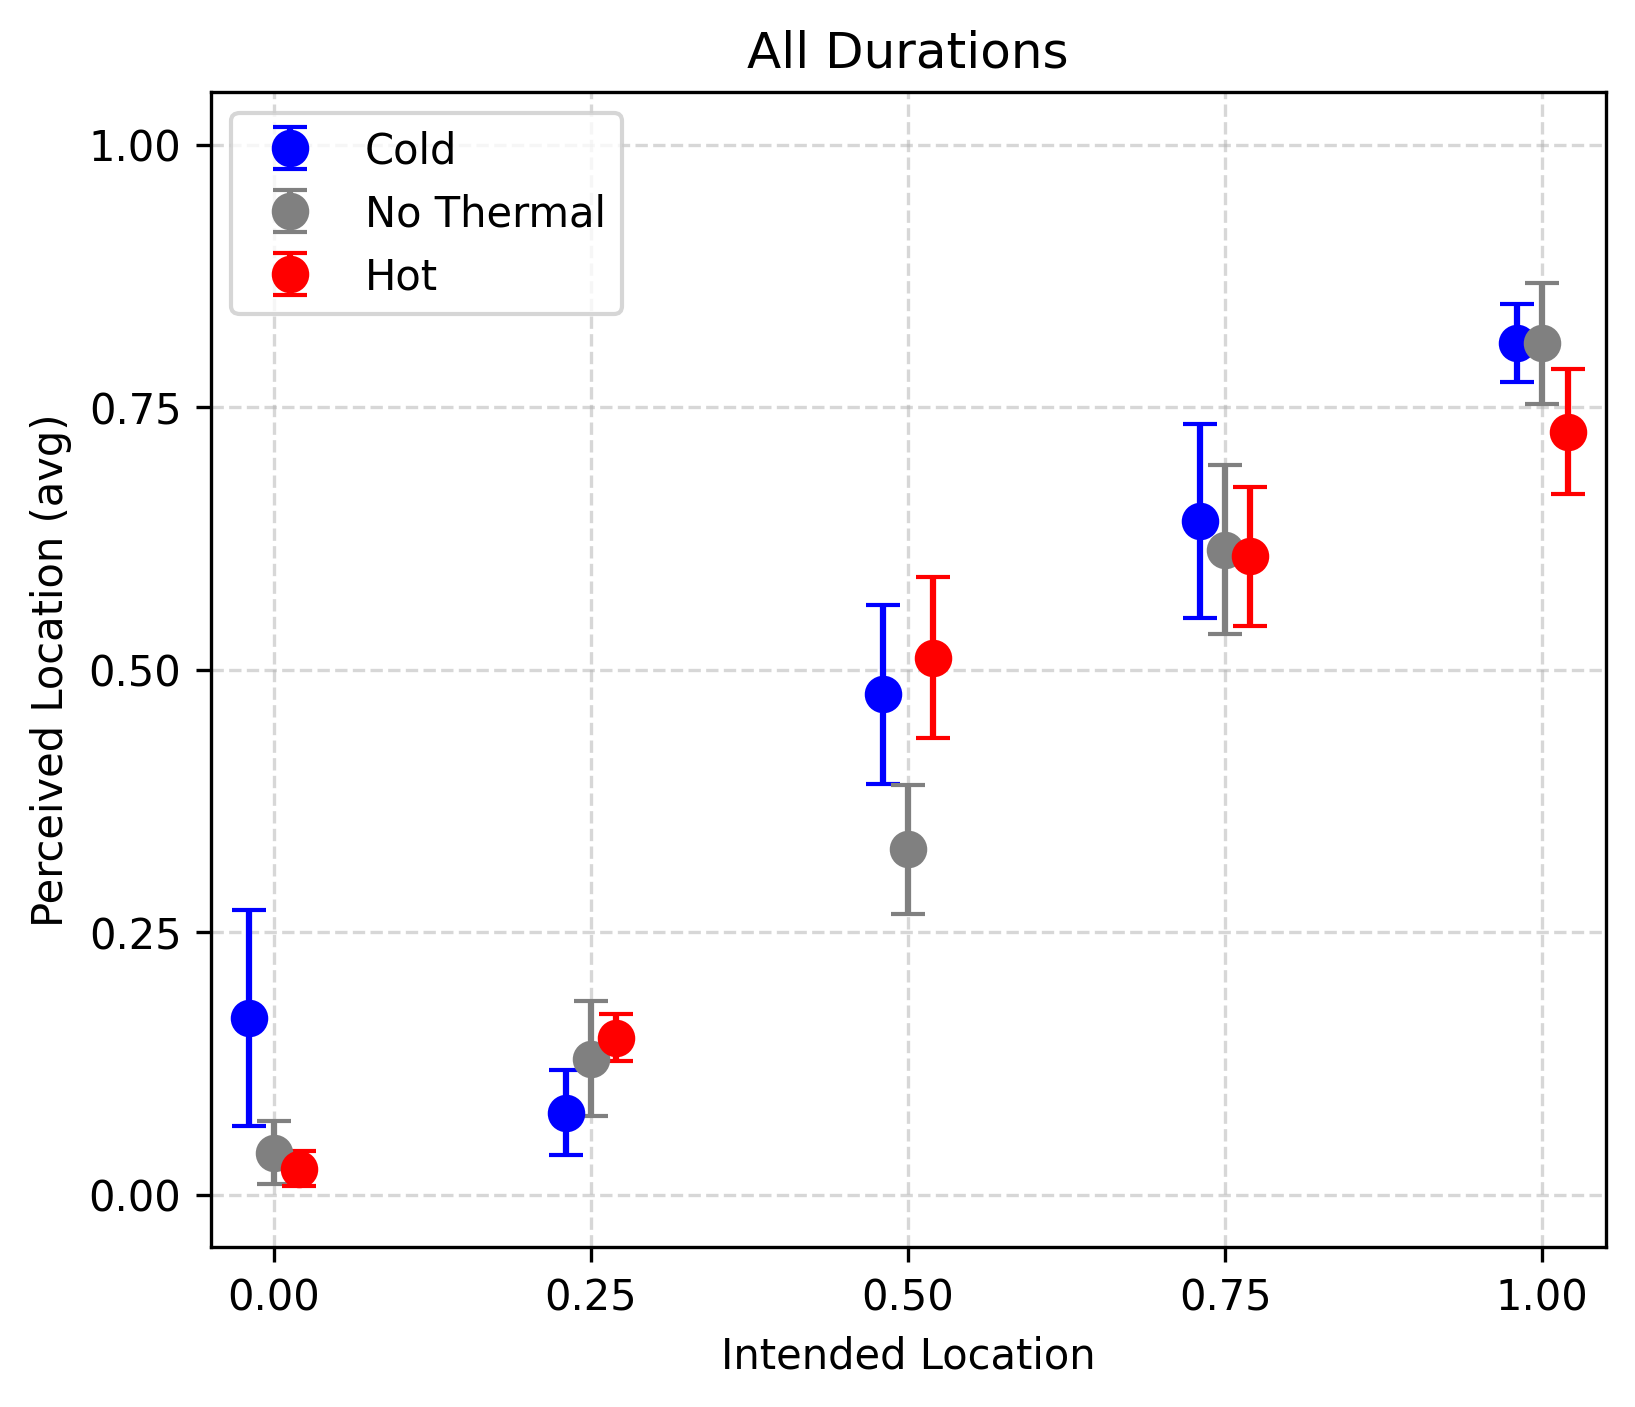 All Durations
Cold
No Thermal
Hot
1.00
0.75
0.50
0.25
0.00
Perceived Location (avg)
0.00 0.25 0.50 0.75 1.00
Intended Location